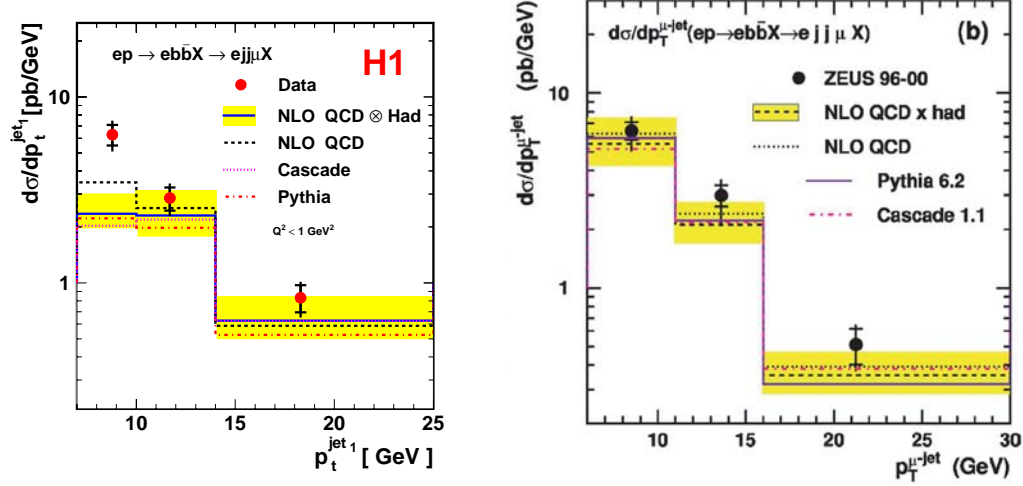 ep → ebb̄X → ejjμX
H1
Data
NLO QCD ⊗ Had
NLO QCD
Cascade
Pythia
Q² < 1 GeV²
dσ/dp_t^{jet 1} [pb/GeV]
10
1
10 15 20 25
p_t^{jet 1} [ GeV ]
dσ/dp_T^{μ-jet}(ep→ebb̄X→e j j μ X)
(b)
ZEUS 96-00
NLO QCD x had
NLO QCD
Pythia 6.2
Cascade 1.1
dσ/dp_T^{μ-jet} (pb/GeV)
10
1
10 15 20 25 30
p_T^{μ-jet} (GeV)